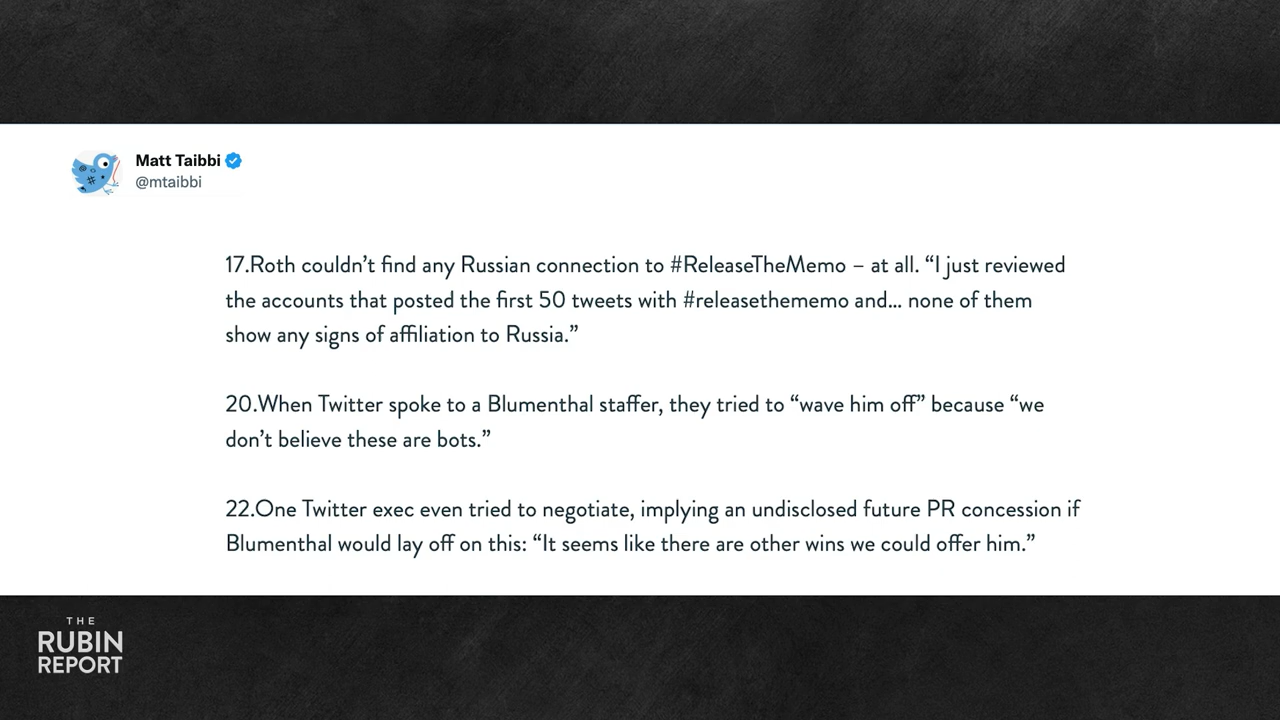 Matt Taibbi
@mtaibbi
17.Roth couldn’t find any Russian connection to #ReleaseTheMemo – at all. “I just reviewed
the accounts that posted the first 50 tweets with #releasethememo and... none of them
show any signs of affiliation to Russia.”
20.When Twitter spoke to a Blumenthal staffer, they tried to “wave him off” because “we
don’t believe these are bots.”
22.One Twitter exec even tried to negotiate, implying an undisclosed future PR concession if
Blumenthal would lay off on this: “It seems like there are other wins we could offer him.”
THE
RUBIN
REPORT